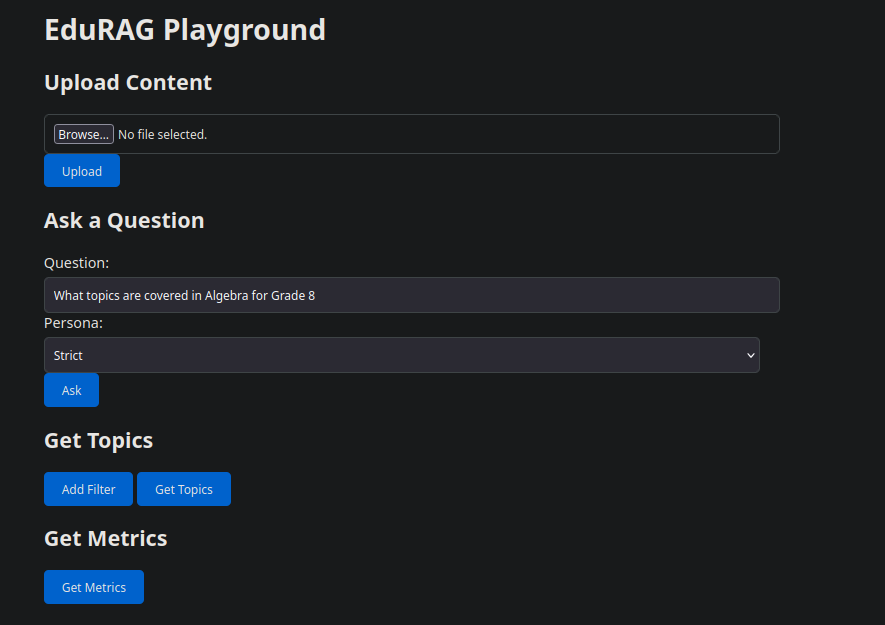 EduRAG Playground
Upload Content
Browse... No file selected.
Upload
Ask a Question
Question:
What topics are covered in Algebra for Grade 8
Persona:
Strict
Ask
Get Topics
Add Filter Get Topics
Get Metrics
Get Metrics